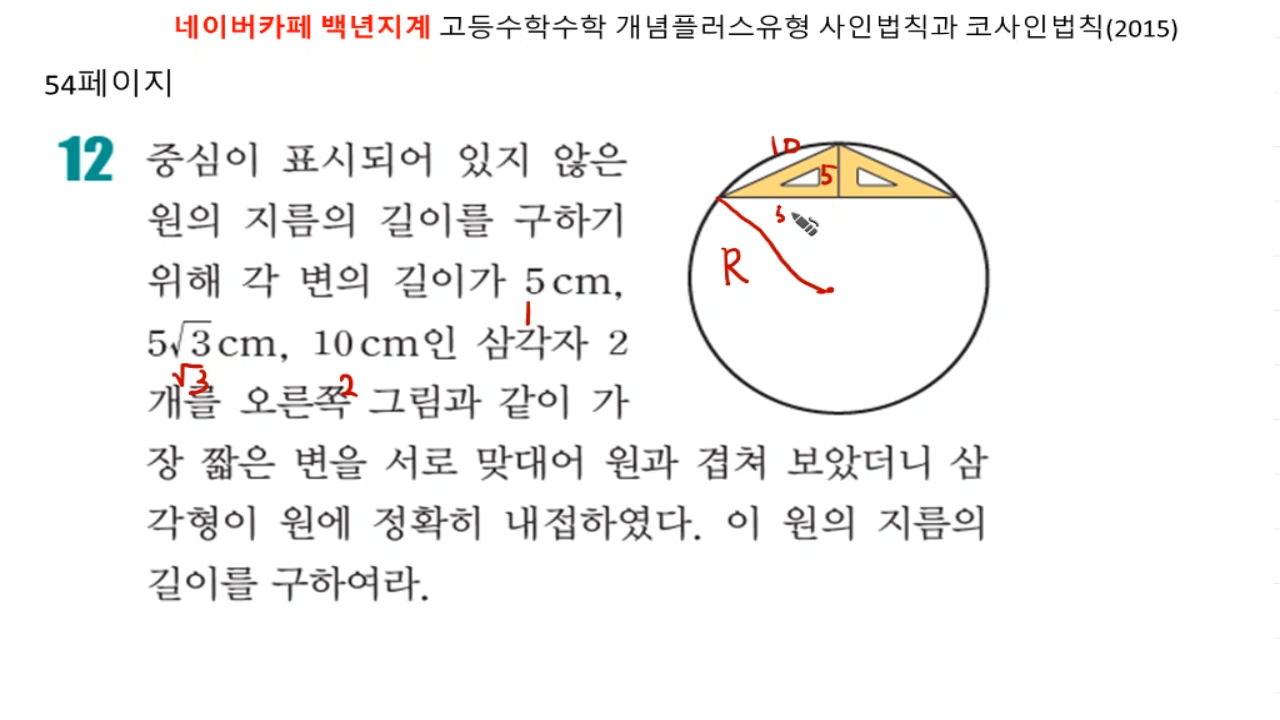 네이버카페 백년지계 고등수학수학 개념플러스유형 사인법칙과 코사인법칙(2015)
54페이지
12 중심이 표시되어 있지 않은
원의 지름의 길이를 구하기
위해 각 변의 길이가 5 cm,
1
5√3 cm, 10 cm인 삼각자 2
√3 2
개를 오른쪽 그림과 같이 가
장 짧은 변을 서로 맞대어 원과 겹쳐 보았더니 삼
각형이 원에 정확히 내접하였다. 이 원의 지름의
길이를 구하여라.
10
5
5
R